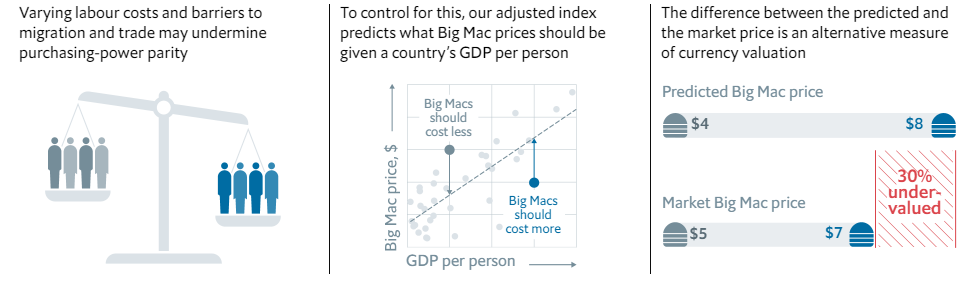 Varying labour costs and barriers to
migration and trade may undermine
purchasing-power parity
To control for this, our adjusted index
predicts what Big Mac prices should be
given a country’s GDP per person
Big Mac price, $
Big Macs
should
cost less
Big Macs
should
cost more
GDP per person
The difference between the predicted and
the market price is an alternative measure
of currency valuation
Predicted Big Mac price
$4
$8
30%
under-
valued
Market Big Mac price
$5
$7